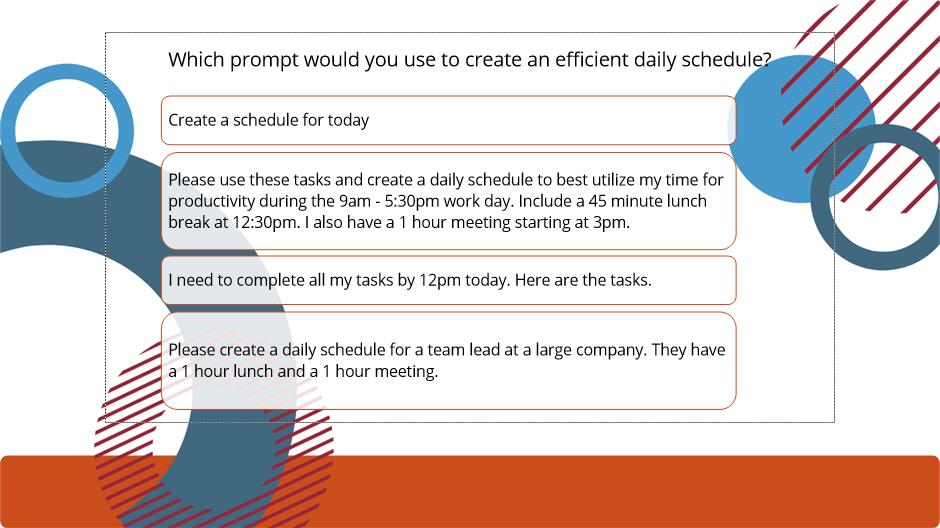 Which prompt would you use to create an efficient daily schedule?
Create a schedule for today
Please use these tasks and create a daily schedule to best utilize my time for
productivity during the 9am - 5:30pm work day. Include a 45 minute lunch
break at 12:30pm. I also have a 1 hour meeting starting at 3pm.
I need to complete all my tasks by 12pm today. Here are the tasks.
Please create a daily schedule for a team lead at a large company. They have
a 1 hour lunch and a 1 hour meeting.